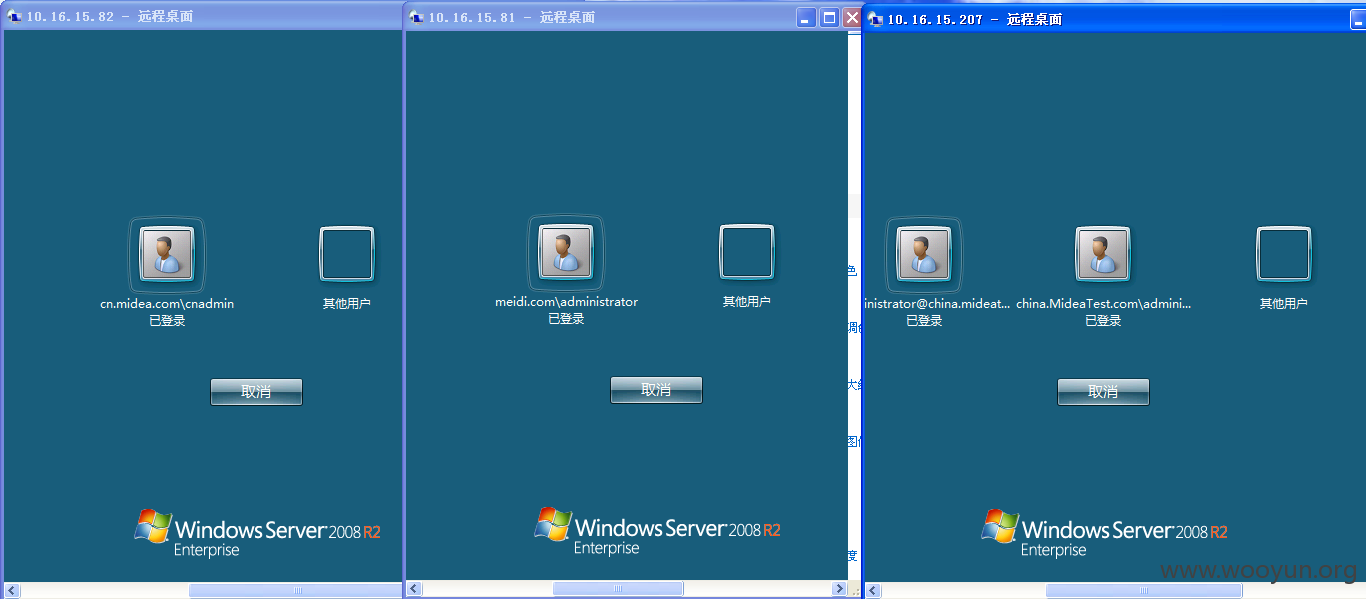 10.16.15.82 - 远程桌面
cn.midea.com\cnadmin
已登录
其他用户
取消
Windows Server 2008 R2
Enterprise
10.16.15.81 - 远程桌面
meidi.com\administrator
已登录
其他用户
取消
Windows Server 2008 R2
Enterprise
色
度
10.16.15.207 - 远程桌面
inistrator@china.mideat...
已登录
china.MideaTest.com\admini...
已登录
其他用户
取消
Windows Server 2008 R2
Enterprise
www.wooyun.org